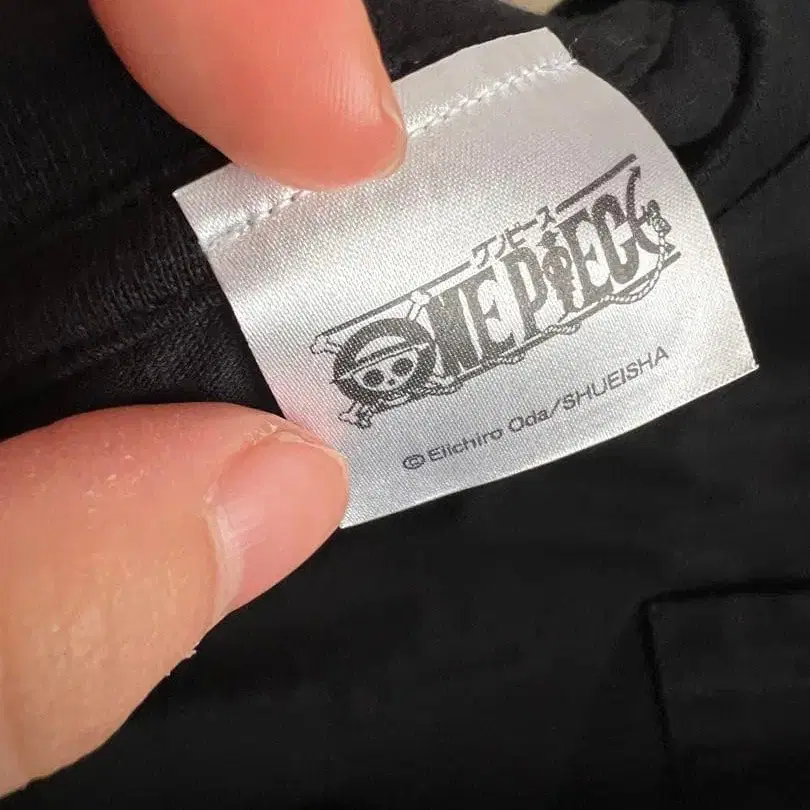 ワンピース
ONE PIECE
© Eiichiro Oda/SHUEISHA